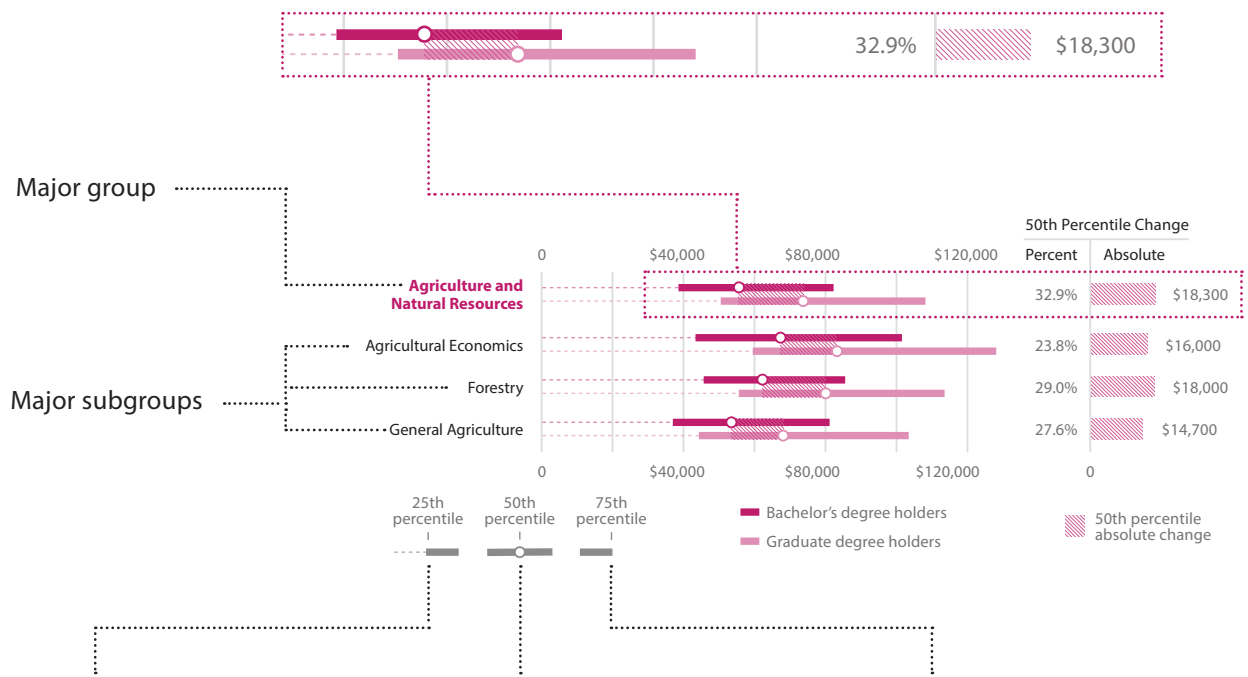 32.9% $18,300
Major group
50th Percentile Change
0 $40,000 $80,000 $120,000 Percent Absolute
Agriculture and
Natural Resources
32.9% $18,300
Agricultural Economics 23.8% $16,000
Major subgroups
Forestry 29.0% $18,000
General Agriculture 27.6% $14,700
0 $40,000 $80,000 $120,000 0
25th
percentile
50th
percentile
75th
percentile
Bachelor’s degree holders
Graduate degree holders
50th percentile
absolute change